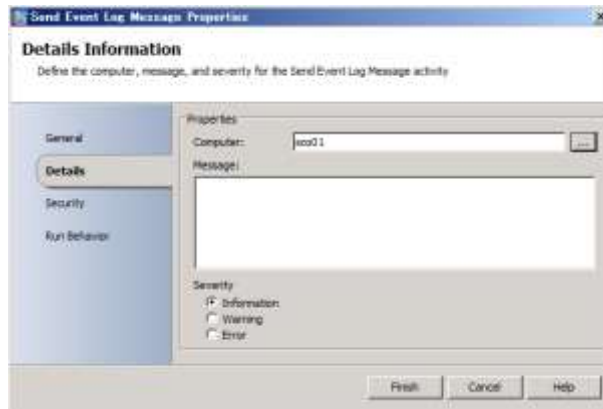 Send Event Log Message Properties
Details Information
Define the computer, message, and severity for the Send Event Log Message activity
General
Details
Security
Run Behavior
Properties
Computer:
...
Message:
Severity
Information
Warning
Error
Finish
Cancel
Help